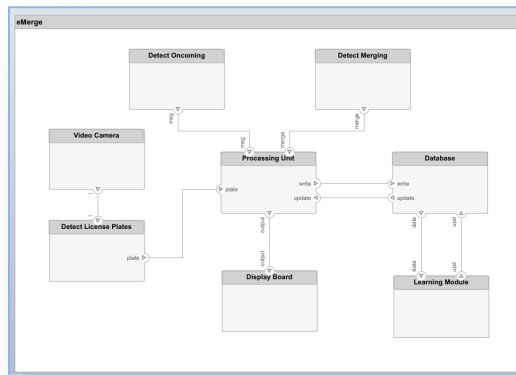 eMerge
Detect Oncoming
Detect Merging
msg
merge
Video Camera
msg
merge
Processing Unit
Database
write
write
plate
update
update
Detect License Plates
output
data
upd
plate
output
data
upd
Display Board
Learning Module